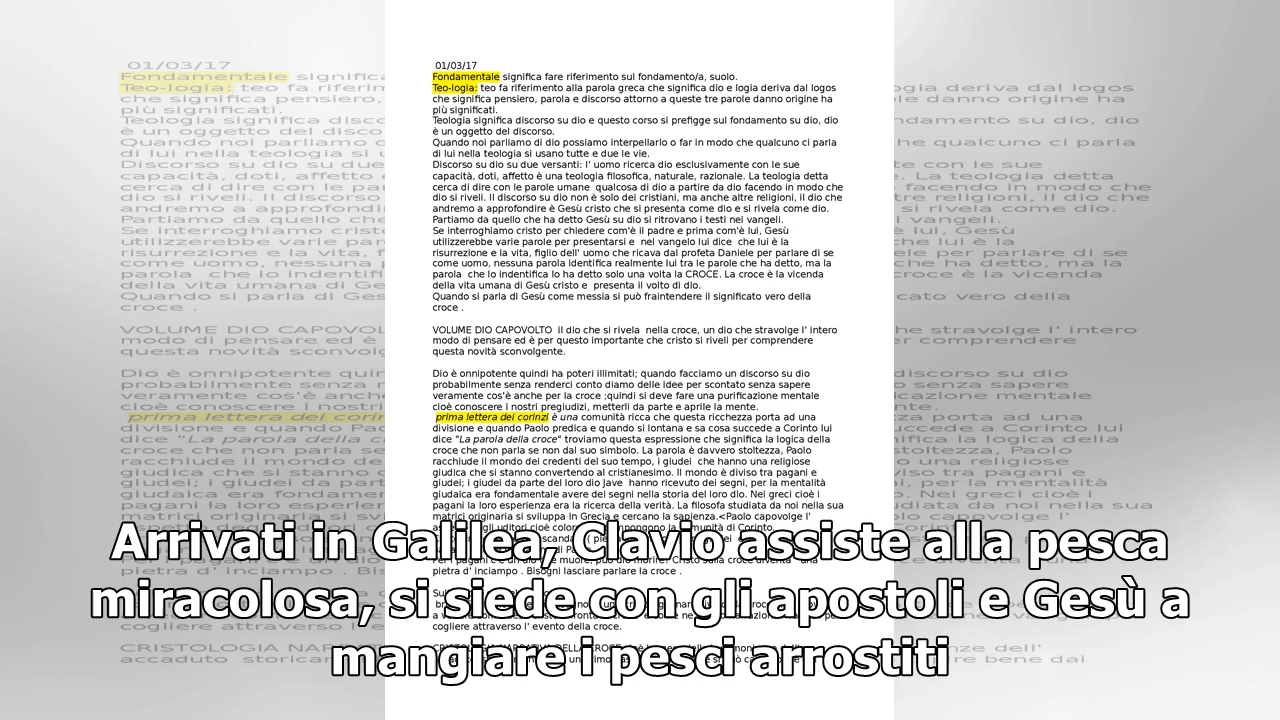 01/03/17
Fondamentale significa fare riferimento sul fondamento/a, suolo.
Teo-logia: teo fa riferimento alla parola greca che significa dio e logia deriva dal logos
che significa pensiero, parola e discorso attorno a queste tre parole danno origine ha
più significati.
Teologia significa discorso su dio e questo corso si prefigge sul fondamento su dio, dio
è un oggetto del discorso.
Quando noi parliamo di dio possiamo interpellarlo o far in modo che qualcuno ci parla
di lui nella teologia si usano tutte e due le vie.
Discorso su dio su due versanti: l' uomo ricerca dio esclusivamente con le sue
capacità, doti, affetto è una teologia filosofica, naturale, razionale. La teologia detta
cerca di dire con le parole umane qualcosa di dio a partire da dio facendo in modo che
dio si riveli. Il discorso su dio non è solo dei cristiani, ma anche altre religioni, il dio che
andremo a approfondire è Gesù cristo che si presenta come dio e si rivela come dio.
Partiamo da quello che ha detto Gesù su dio si ritrovano i testi nei vangeli.
Se interroghiamo cristo per chiedere com'è il padre e prima com'è lui, Gesù
utilizzerebbe varie parole per presentarsi e nel vangelo lui dice che lui è la
risurrezione e la vita, figlio dell' uomo che ricava dal profeta Daniele per parlare di se
come uomo, nessuna parola identifica realmente lui tra le parole che ha detto, ma la
parola che lo indentifica lo ha detto solo una volta la CROCE. La croce è la vicenda
della vita umana di Gesù cristo e presenta il volto di dio.
Quando si parla di Gesù come messia si può fraintendere il significato vero della
croce .
VOLUME DIO CAPOVOLTO il dio che si rivela nella croce, un dio che stravolge l' intero
modo di pensare ed è per questo importante che cristo si riveli per comprendere
questa novità sconvolgente.
Dio è onnipotente quindi ha poteri illimitati; quando facciamo un discorso su dio
probabilmente senza renderci conto diamo delle idee per scontato senza sapere
veramente cos'è anche per la croce ;quindi si deve fare una purificazione mentale
cioè conoscere i nostri pregiudizi, metterli da parte e aprile la mente.
prima lettera dei corinzi è una comunità ricca che questa ricchezza porta ad una
divisione e quando Paolo predica e quando si lontana e sa cosa succede a Corinto lui
dice "La parola della croce" troviamo questa espressione che significa la logica della
croce che non parla se non dal suo simbolo. La parola è davvero stoltezza, Paolo
racchiude il mondo dei credenti del suo tempo, i giudei che hanno una religiose
giudica che si stanno convertendo al cristianesimo. Il mondo è diviso tra pagani e
giudei; i giudei da parte del loro dio Jave hanno ricevuto dei segni, per la mentalità
giudaica era fondamentale avere dei segni nella storia del loro dio. Nei greci cioè i
pagani la loro esperienza era la ricerca della verità. La filosofa studiata da noi nella sua
matrici originaria si sviluppa in Grecia e cercano la sapienza.<Paolo capovolge l'
Arrivati in Galilea, Clavio assiste alla pesca
miracolosa, si siede con gli apostoli e Gesù a
mangiare i pesci arrostiti
pietra d' inciampo . Bisogni lasciare parlare la croce .
cogliere attraverso l' evento della croce.